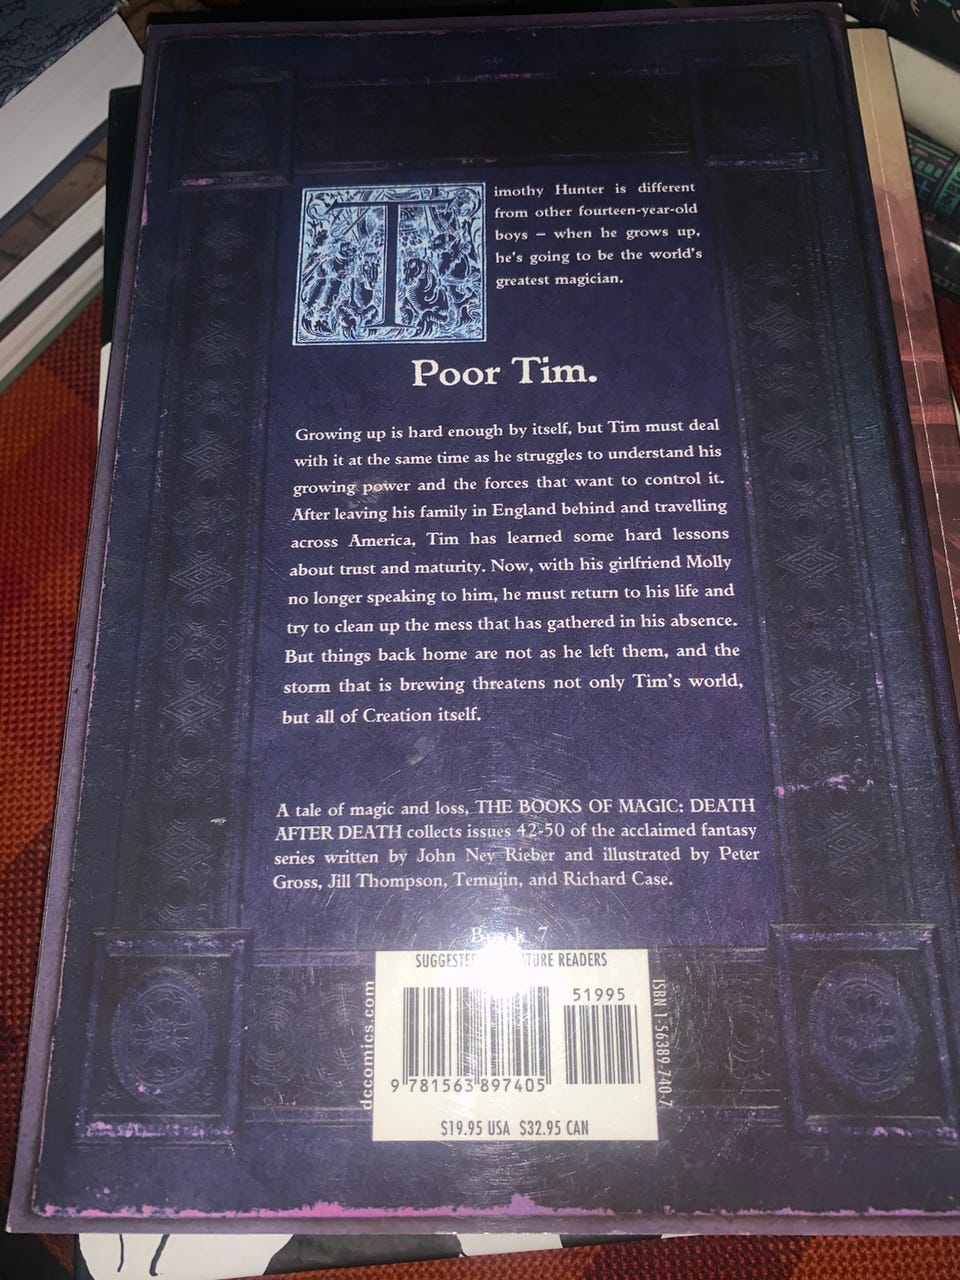 Timothy Hunter is different
from other fourteen-year-old
boys – when he grows up,
he's going to be the world's
greatest magician.
Poor Tim.
Growing up is hard enough by itself, but Tim must deal
with it at the same time as he struggles to understand his
growing power and the forces that want to control it.
After leaving his family in England behind and travelling
across America, Tim has learned some hard lessons
about trust and maturity. Now, with his girlfriend Molly
no longer speaking to him, he must return to his life and
try to clean up the mess that has gathered in his absence.
But things back home are not as he left them, and the
storm that is brewing threatens not only Tim's world,
but all of Creation itself.
A tale of magic and loss, THE BOOKS OF MAGIC: DEATH
AFTER DEATH collects issues 42-50 of the acclaimed fantasy
series written by John Ney Rieber and illustrated by Peter
Gross, Jill Thompson, Temujin, and Richard Case.
Book 7
SUGGESTED MATURE READERS
51995
dccomics.com
ISBN 1-56389-740-7
9 781563 897405
$19.95 USA $32.95 CAN